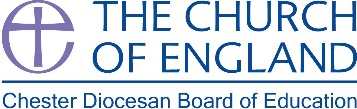 THE CHURCH
OF ENGLAND
Chester Diocesan Board of Education